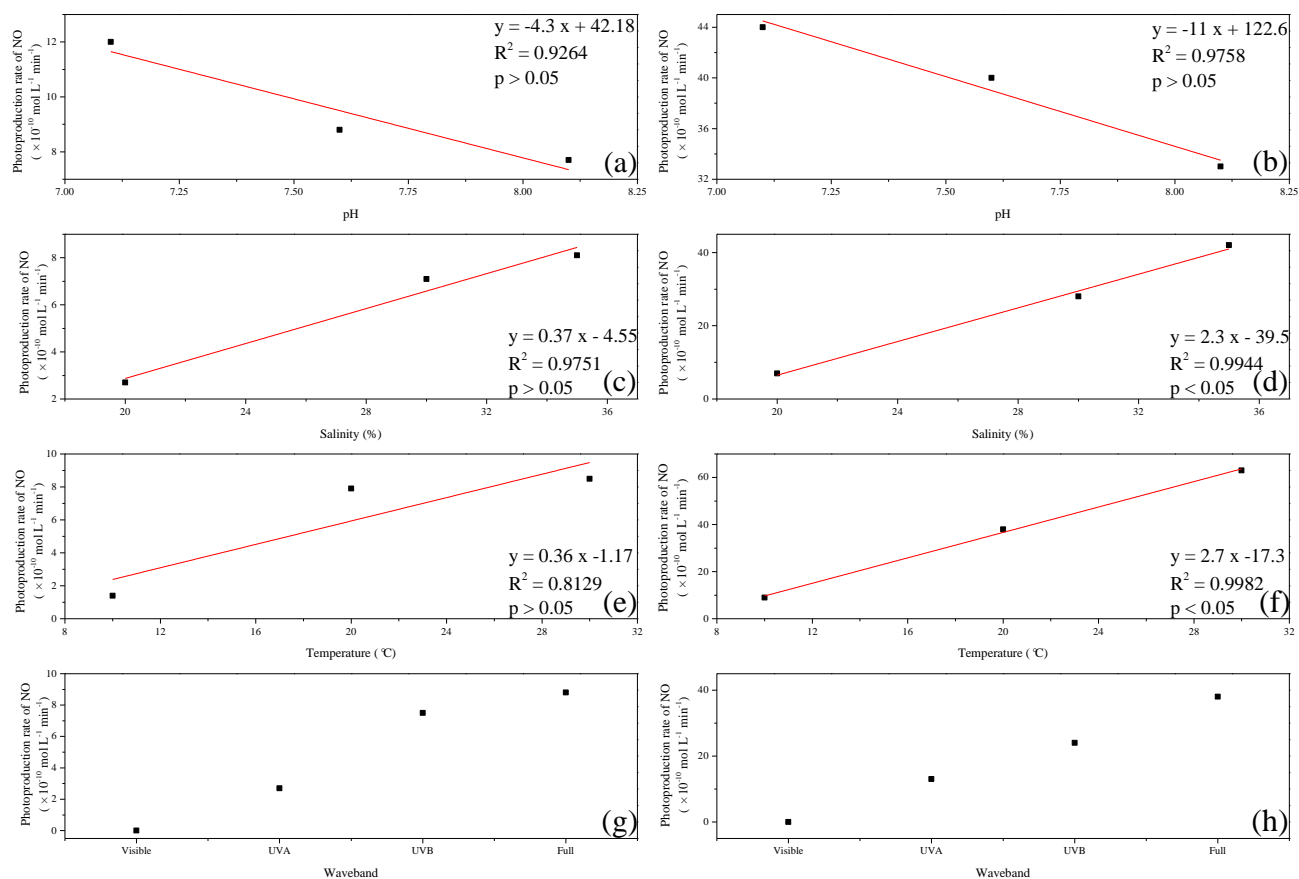 Photoproduction rate of NO
( ×10⁻¹⁰ mol L⁻¹ min⁻¹)
12
10
8
y = -4.3 x + 42.18
R² = 0.9264
p > 0.05
(a)
7.00 7.25 7.50 7.75 8.00 8.25
pH
Photoproduction rate of NO
( ×10⁻¹⁰ mol L⁻¹ min⁻¹)
44
40
36
32
y = -11 x + 122.6
R² = 0.9758
p > 0.05
(b)
7.00 7.25 7.50 7.75 8.00 8.25
pH
Photoproduction rate of NO
( ×10⁻¹⁰ mol L⁻¹ min⁻¹)
8
6
4
2
y = 0.37 x - 4.55
R² = 0.9751
p > 0.05
(c)
20 24 28 32 36
Salinity (%)
Photoproduction rate of NO
( ×10⁻¹⁰ mol L⁻¹ min⁻¹)
40
20
0
y = 2.3 x - 39.5
R² = 0.9944
p < 0.05
(d)
20 24 28 32 36
Salinity (%)
Photoproduction rate of NO
( ×10⁻¹⁰ mol L⁻¹ min⁻¹)
10
8
6
4
2
0
y = 0.36 x -1.17
R² = 0.8129
p > 0.05
(e)
8 12 16 20 24 28 32
Temperature ( ℃)
Photoproduction rate of NO
( ×10⁻¹⁰ mol L⁻¹ min⁻¹)
60
40
20
0
y = 2.7 x -17.3
R² = 0.9982
p < 0.05
(f)
8 12 16 20 24 28 32
Temperature ( ℃)
Photoproduction rate of NO
( ×10⁻¹⁰ mol L⁻¹ min⁻¹)
10
8
6
4
2
0
(g)
Visible UVA UVB Full
Waveband
Photoproduction rate of NO
( ×10⁻¹⁰ mol L⁻¹ min⁻¹)
40
20
0
(h)
Visible UVA UVB Full
Waveband